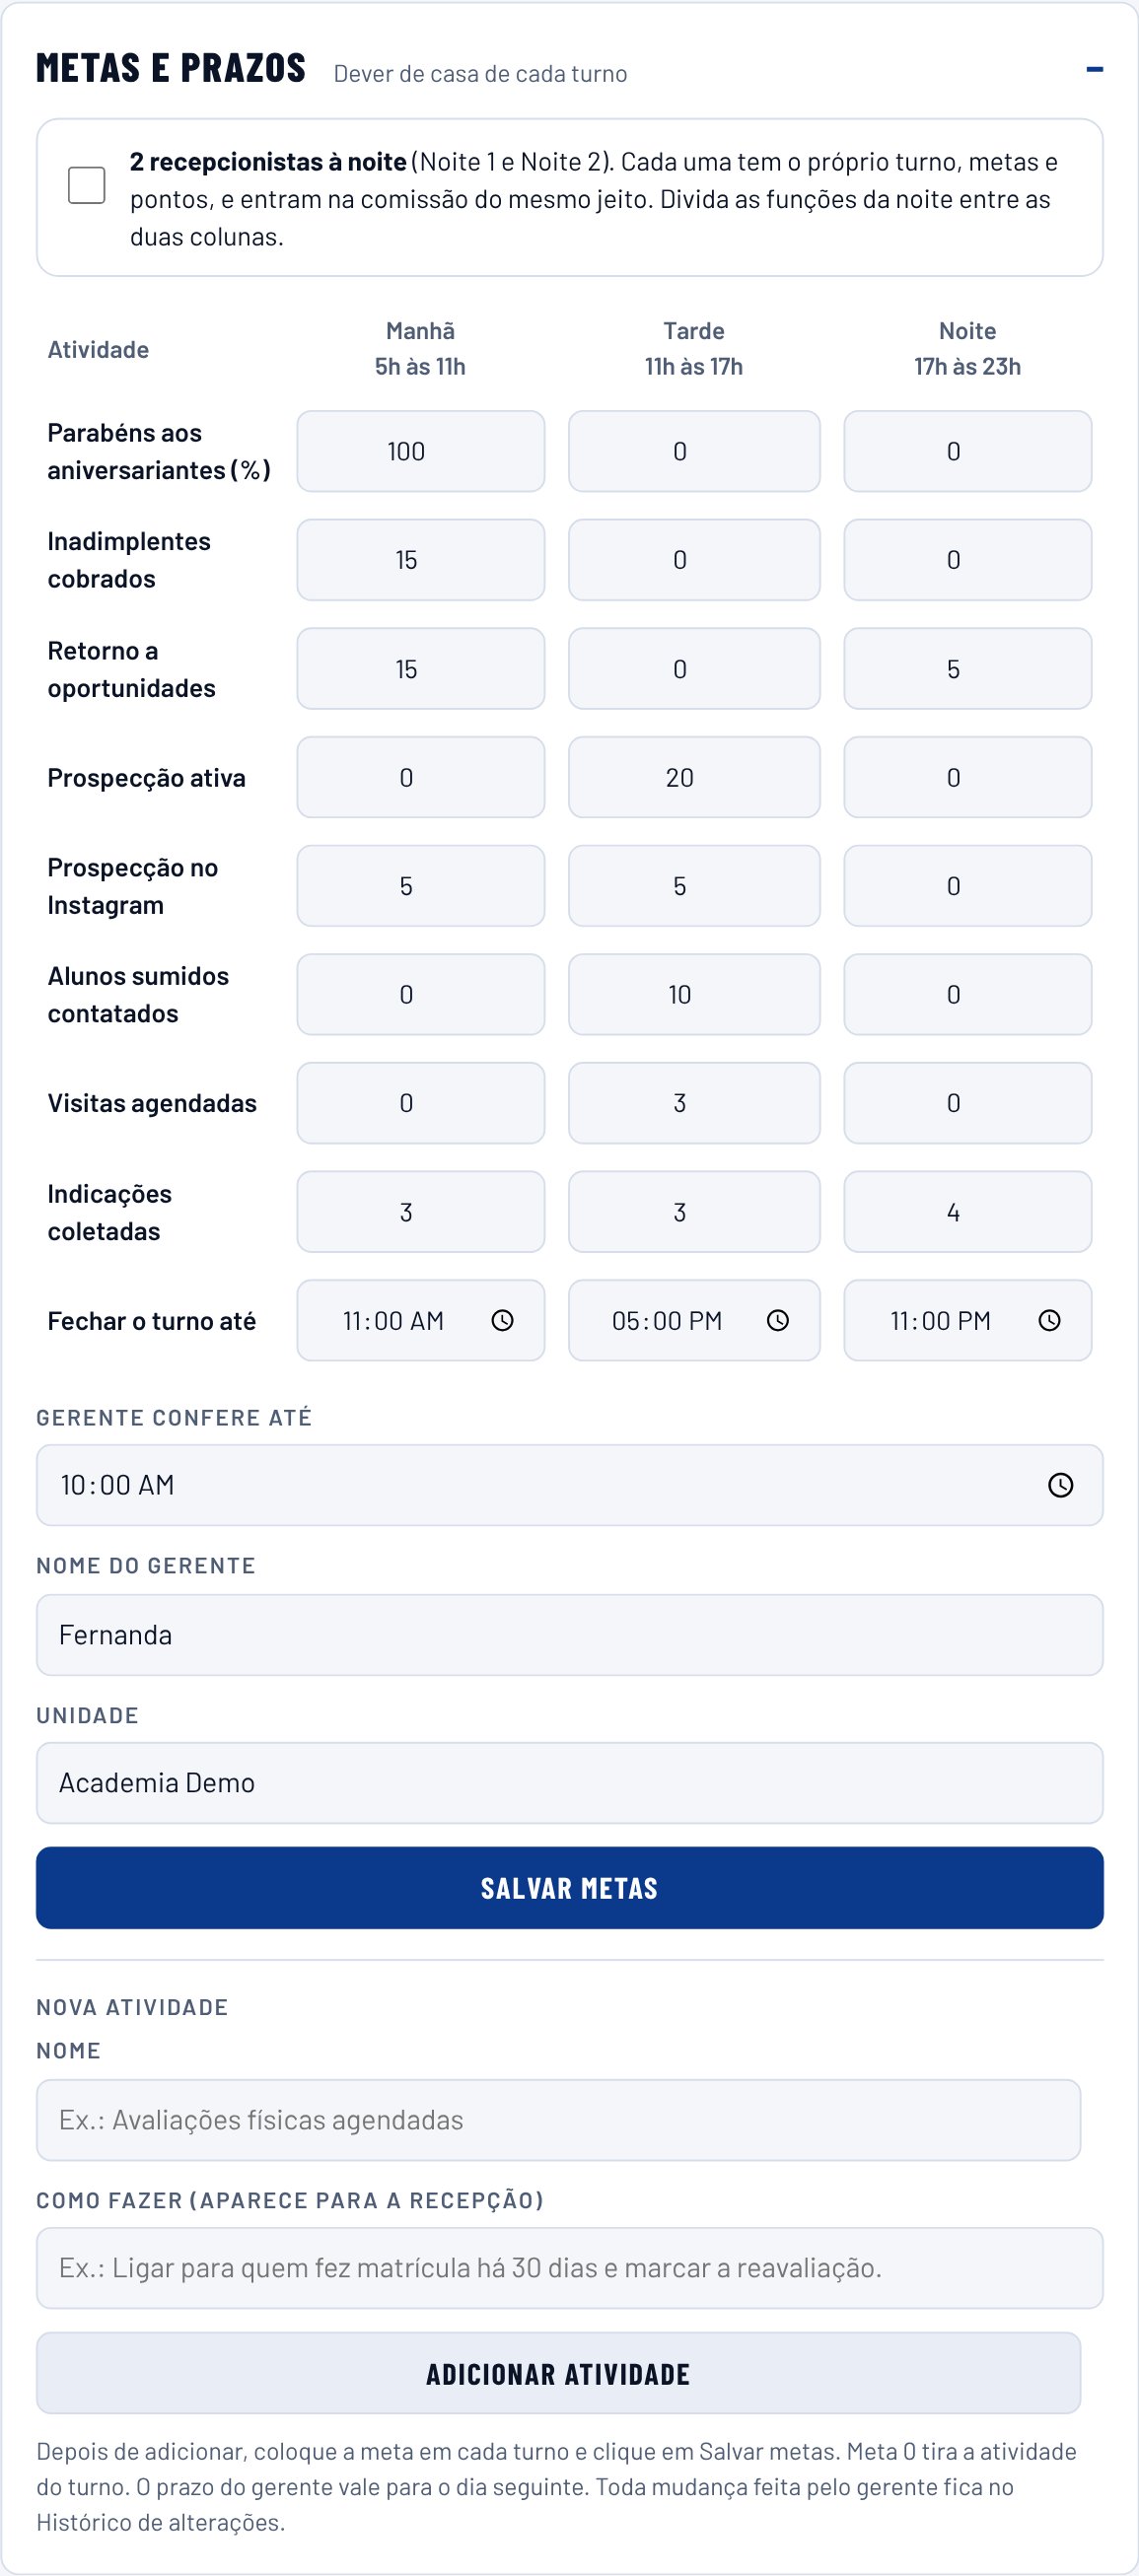 METAS E PRAZOS Dever de casa de cada turno
2 recepcionistas à noite (Noite 1 e Noite 2). Cada uma tem o próprio turno, metas e
pontos, e entram na comissão do mesmo jeito. Divida as funções da noite entre as
duas colunas.
Atividade Manhã 5h às 11h Tarde 11h às 17h Noite 17h às 23h
Parabéns aos aniversariantes (%) 100 0 0
Inadimplentes cobrados 15 0 0
Retorno a oportunidades 15 0 5
Prospecção ativa 0 20 0
Prospecção no Instagram 5 5 0
Alunos sumidos contatados 0 10 0
Visitas agendadas 0 3 0
Indicações coletadas 3 3 4
Fechar o turno até 11:00 AM 05:00 PM 11:00 PM
GERENTE CONFERE ATÉ
10:00 AM
NOME DO GERENTE
Fernanda
UNIDADE
Academia Demo
SALVAR METAS
NOVA ATIVIDADE
NOME
Ex.: Avaliações físicas agendadas
COMO FAZER (APARECE PARA A RECEPÇÃO)
Ex.: Ligar para quem fez matrícula há 30 dias e marcar a reavaliação.
ADICIONAR ATIVIDADE
Depois de adicionar, coloque a meta em cada turno e clique em Salvar metas. Meta 0 tira a atividade
do turno. O prazo do gerente vale para o dia seguinte. Toda mudança feita pelo gerente fica no
Histórico de alterações.